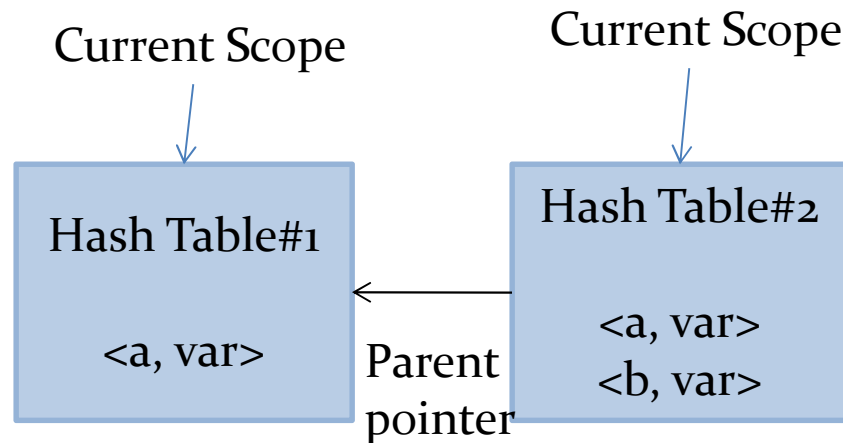 Current Scope
Current Scope
Hash Table#1
<a, var>
Parent
pointer
Hash Table#2
<a, var>
<b, var>